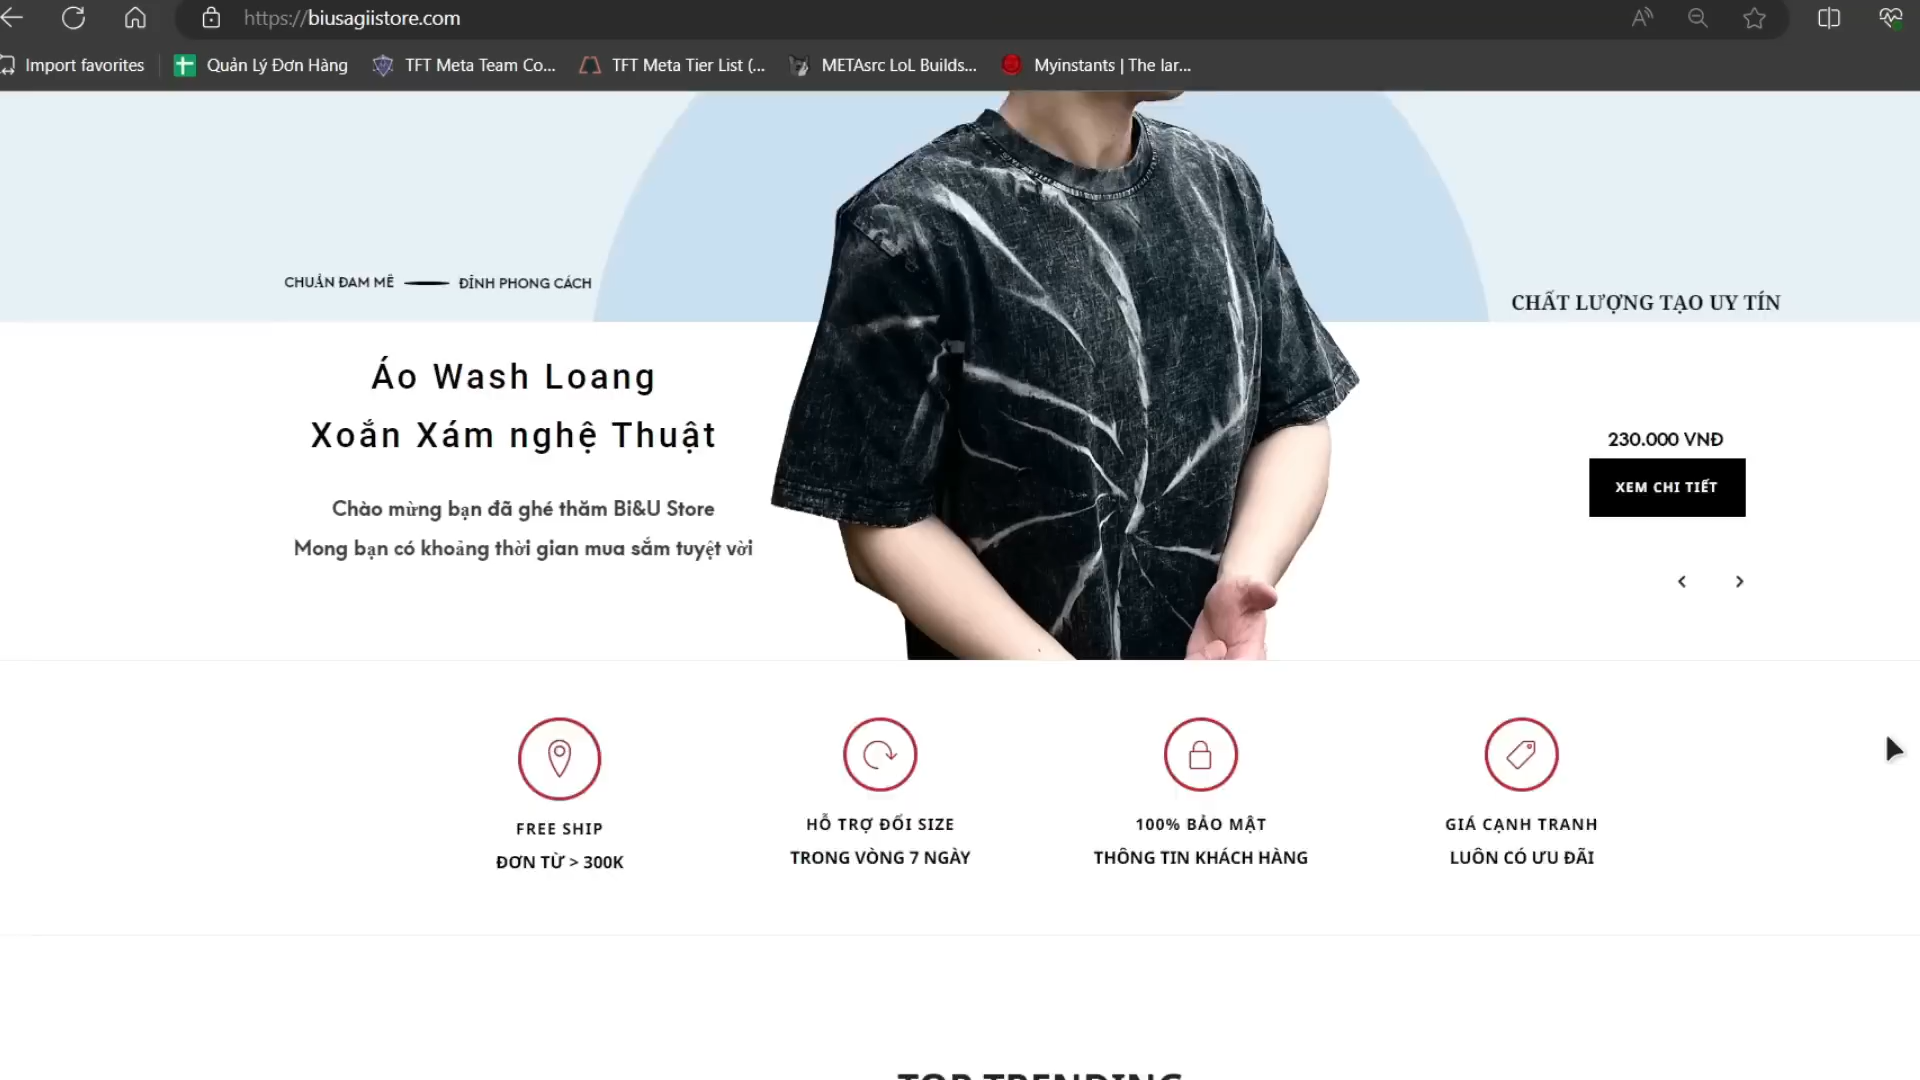 https://biusagiistore.com
Import favorites
Quản Lý Đơn Hàng
TFT Meta Team Co...
TFT Meta Tier List (...
METAsrc LoL Builds...
Myinstants | The lar...
CHUẨN ĐAM MÊ
ĐỈNH PHONG CÁCH
CHẤT LƯỢNG TẠO UY TÍN
Áo Wash Loang
Xoắn Xám nghệ Thuật
Chào mừng bạn đã ghé thăm Bi&U Store
Mong bạn có khoảng thời gian mua sắm tuyệt vời
230.000 VNĐ
XEM CHI TIẾT
FREE SHIP
ĐƠN TỪ > 300K
HỖ TRỢ ĐỔI SIZE
TRONG VÒNG 7 NGÀY
100% BẢO MẬT
THÔNG TIN KHÁCH HÀNG
GIÁ CẠNH TRANH
LUÔN CÓ ƯU ĐÃI
TOP TRENDING